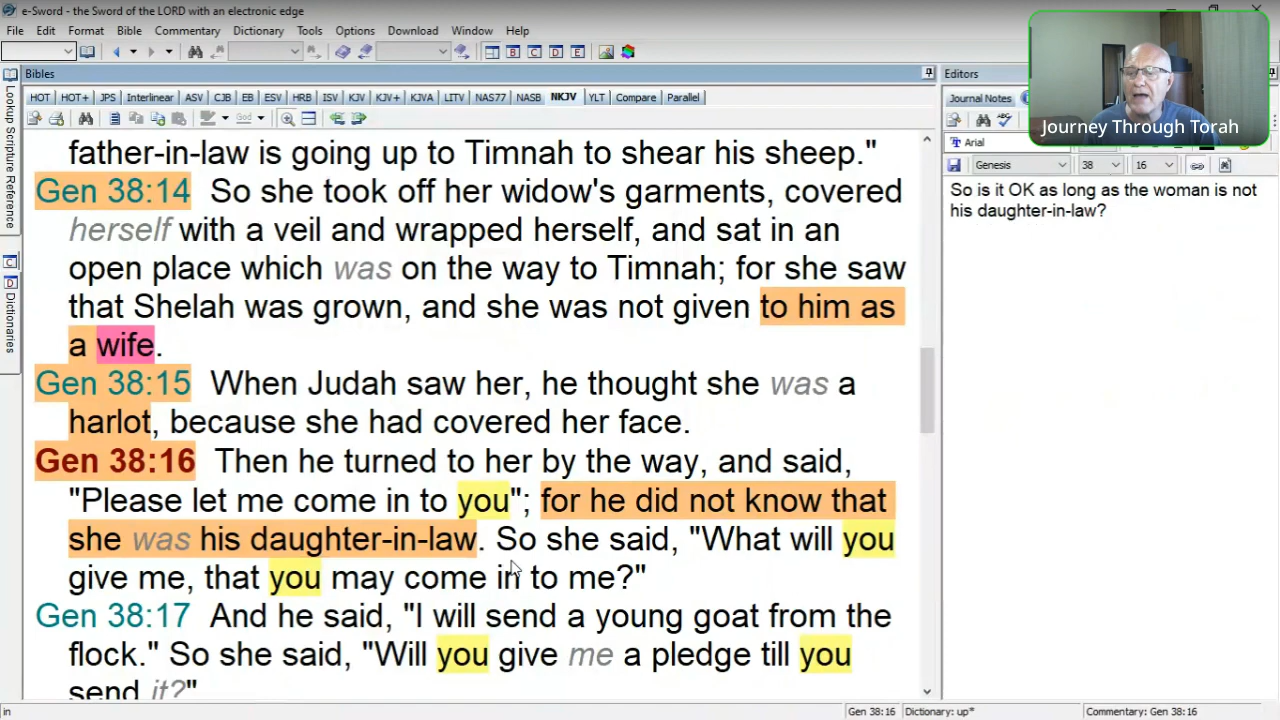 e-Sword - the Sword of the LORD with an electronic edge
File Edit Format Bible Commentary Dictionary Tools Options Download Window Help
B C D E
Bibles
Editors
HOT HOT+ JPS Interlinear ASV CJB EB ESV HRB ISV KJV KJV+ KJVA LITV NAS77 NASB NKJV YLT Compare Parallel
Journal Notes
Journey Through Torah
Arial
Genesis 38 16
Lookup Scripture Reference
Dictionaries
father-in-law is going up to Timnah to shear his sheep."
Gen 38:14 So she took off her widow's garments, covered
herself with a veil and wrapped herself, and sat in an
open place which was on the way to Timnah; for she saw
that Shelah was grown, and she was not given to him as
a wife.
Gen 38:15 When Judah saw her, he thought she was a
harlot, because she had covered her face.
Gen 38:16 Then he turned to her by the way, and said,
"Please let me come in to you"; for he did not know that
she was his daughter-in-law. So she said, "What will you
give me, that you may come in to me?"
Gen 38:17 And he said, "I will send a young goat from the
flock." So she said, "Will you give me a pledge till you
send it?"
So is it OK as long as the woman is not
his daughter-in-law?
in
Gen 38:16
Dictionary: up*
Commentary: Gen 38:16